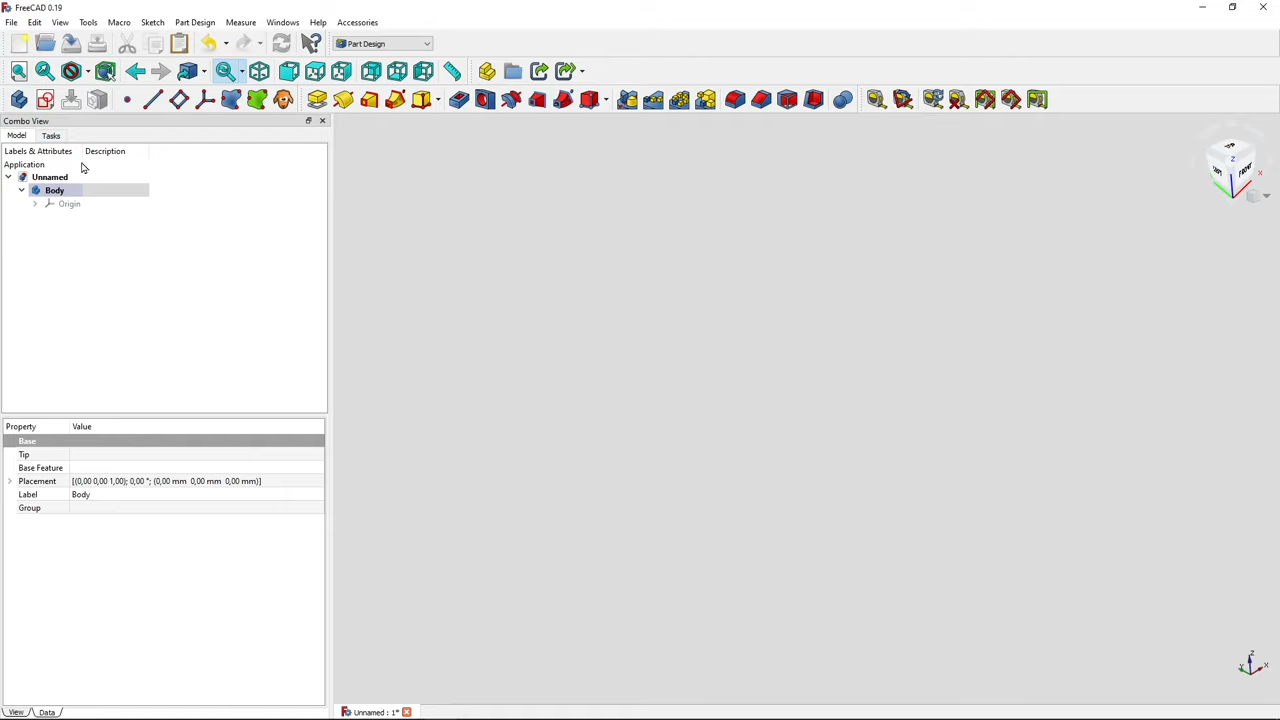 FreeCAD 0.19
File Edit View Tools Macro Sketch Part Design Measure Windows Help Accessories
Part Design
Combo View
Model Tasks
Labels & Attributes Description
Application
Unnamed
Body
Origin
Property Value
Base
Tip
Base Feature
Placement [(0,00 0,00 1,00); 0,00 °; (0,00 mm 0,00 mm 0,00 mm)]
Label Body
Group
View Data
Unnamed : 1*